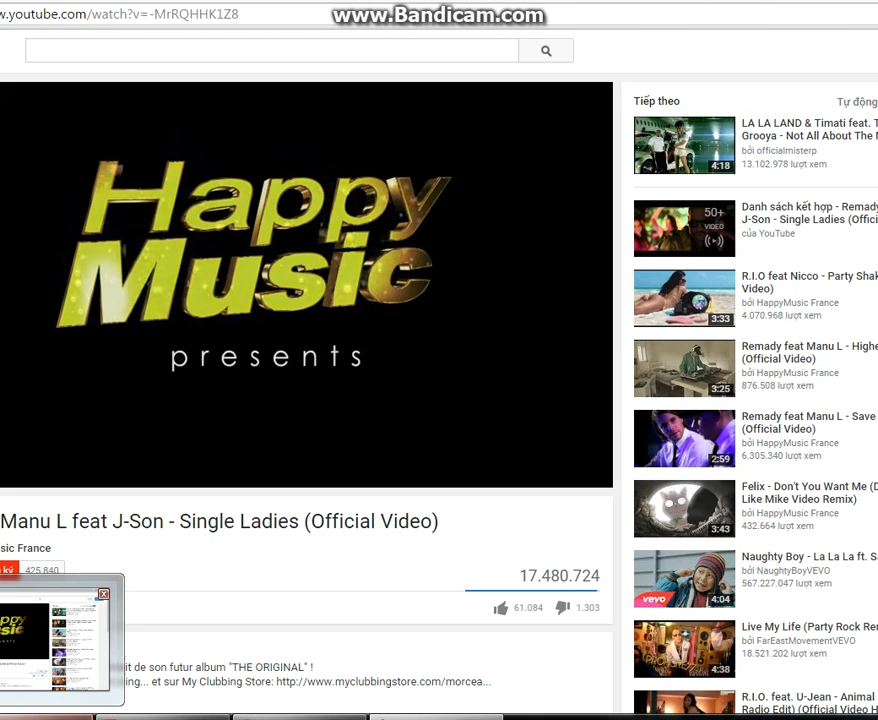 w.youtube.com/watch?v=-MrRQHHK1Z8
www.Bandicam.com
Happy
Music
presents
Manu L feat J-Son - Single Ladies (Official Video)
sic France
ký
425.840
17.480.724
61.084
1.303
it de son futur album "THE ORIGINAL" !
ing... et sur My Clubbing Store: http://www.myclubbingstore.com/morcea...
Tiếp theo
Tự động
4:18
LA LA LAND & Timati feat. T
Grooya - Not All About The M
bởi officialmisterp
13.102.978 lượt xem
50+
VIDEO
Danh sách kết hợp - Remady
J-Son - Single Ladies (Offici
của YouTube
3:33
R.I.O feat Nicco - Party Shak
Video)
bởi HappyMusic France
4.070.968 lượt xem
3:25
Remady feat Manu L - Highe
(Official Video)
bởi HappyMusic France
876.508 lượt xem
2:59
Remady feat Manu L - Save
(Official Video)
bởi HappyMusic France
6.305.340 lượt xem
3:43
Felix - Don't You Want Me (D
Like Mike Video Remix)
bởi HappyMusic France
432.664 lượt xem
vevo
4:04
Naughty Boy - La La La ft. S
bởi NaughtyBoyVEVO
567.227.047 lượt xem
4:38
Live My Life (Party Rock Re
bởi FarEastMovementVEVO
18.521.202 lượt xem
R.I.O. feat. U-Jean - Animal
Radio Edit) (Official Video H